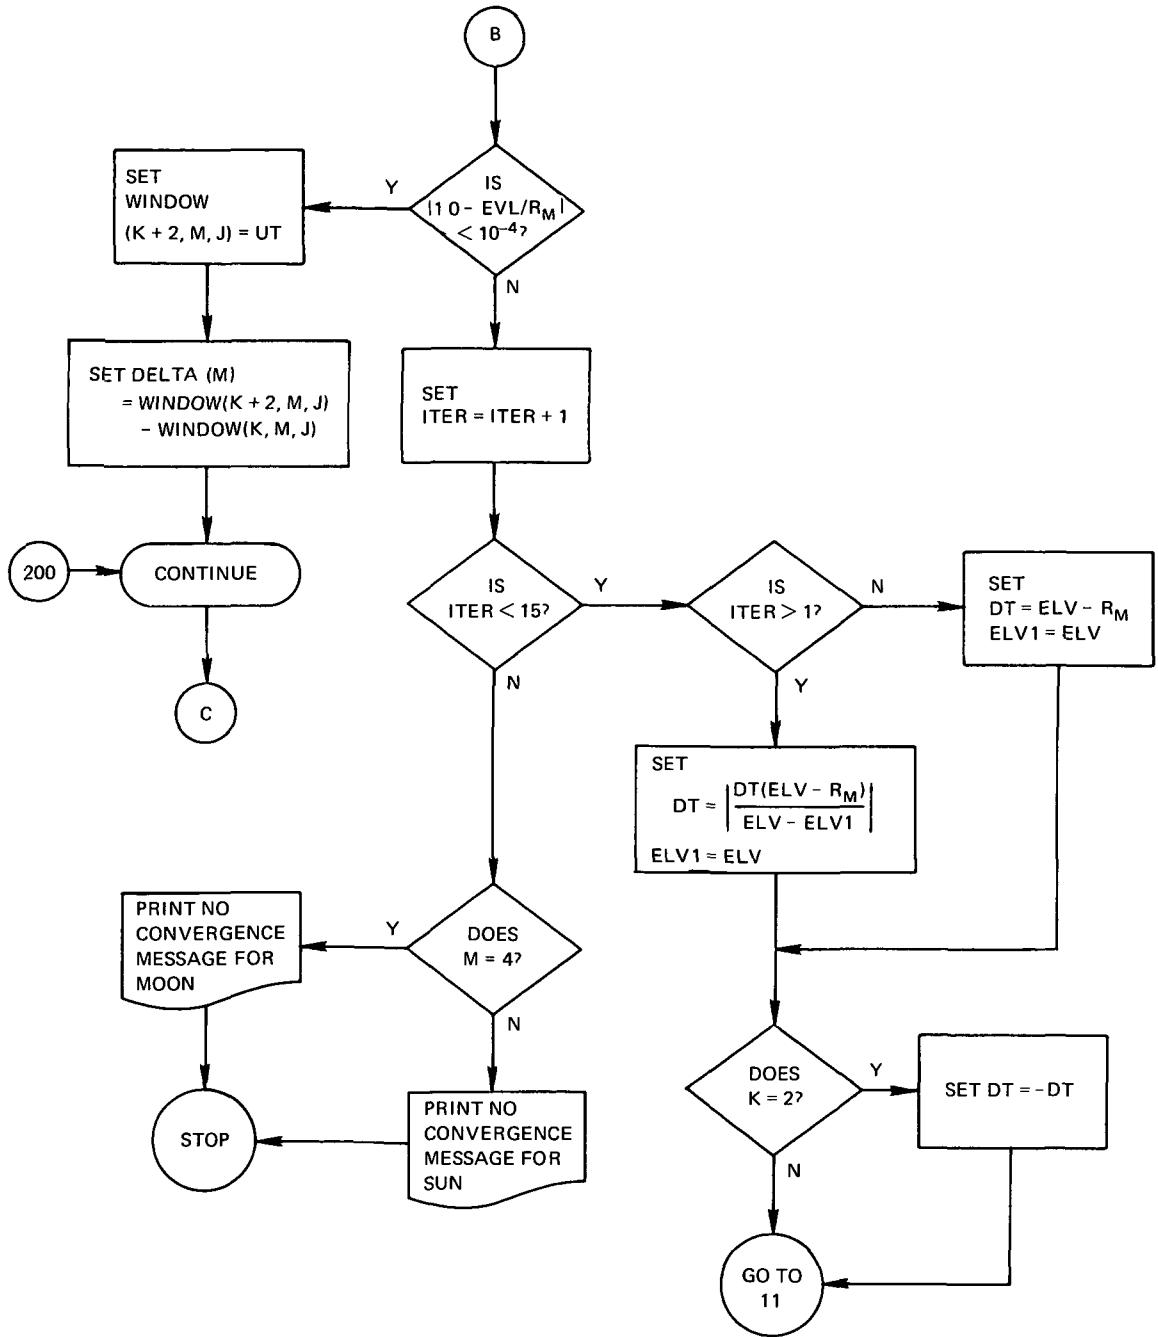 B
IS
|1 0 - EVL/R_M|
< 10⁻⁴?
Y
N
SET
WINDOW
(K + 2, M, J) = UT
SET DELTA (M)
= WINDOW(K + 2, M, J)
- WINDOW(K, M, J)
200
CONTINUE
C
SET
ITER = ITER + 1
IS
ITER < 15?
Y
N
IS
ITER > 1?
N
Y
SET
DT = ELV - R_M
ELV1 = ELV
SET
DT = |DT(ELV - R_M) / ELV - ELV1|
ELV1 = ELV
DOES
M = 4?
Y
N
PRINT NO
CONVERGENCE
MESSAGE FOR
MOON
STOP
PRINT NO
CONVERGENCE
MESSAGE FOR
SUN
DOES
K = 2?
Y
N
SET DT = -DT
GO TO
11